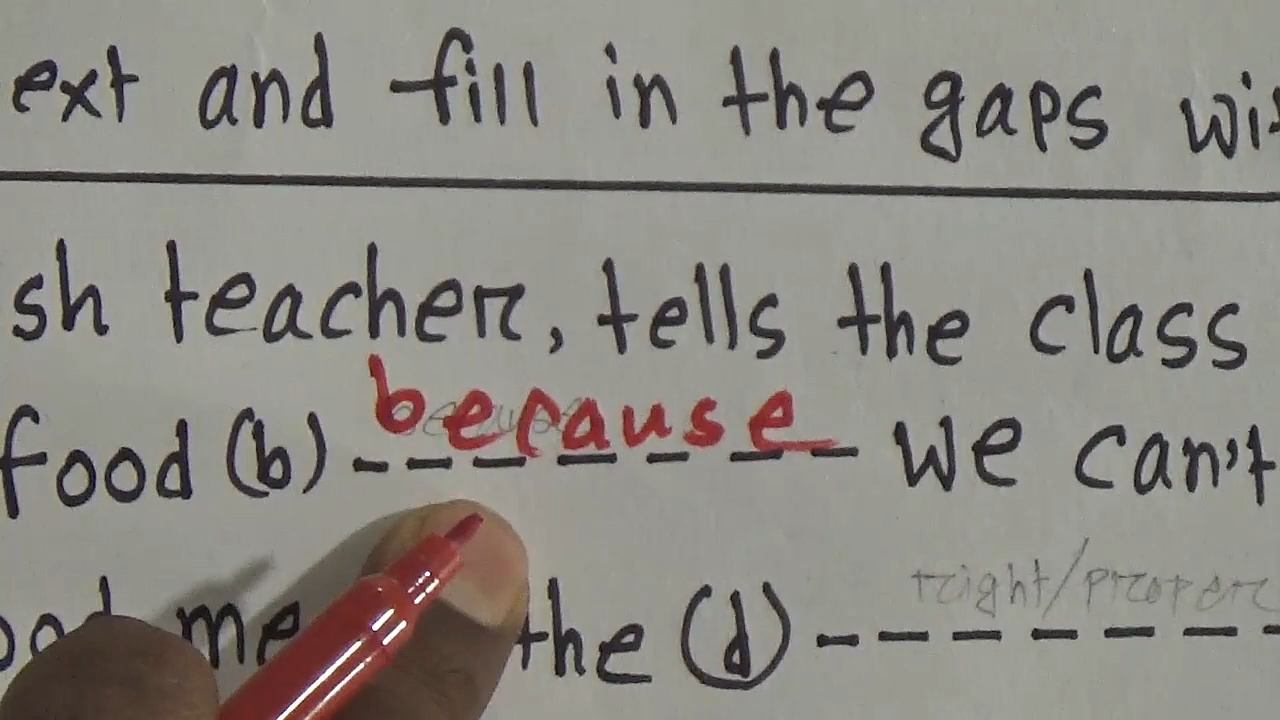 ext and fill in the gaps
sh teacher, tells the class
because
food (b) _ _ _ _ _ _ _ we can't
right/proper
me the (d) _ _ _ _ _ _ _